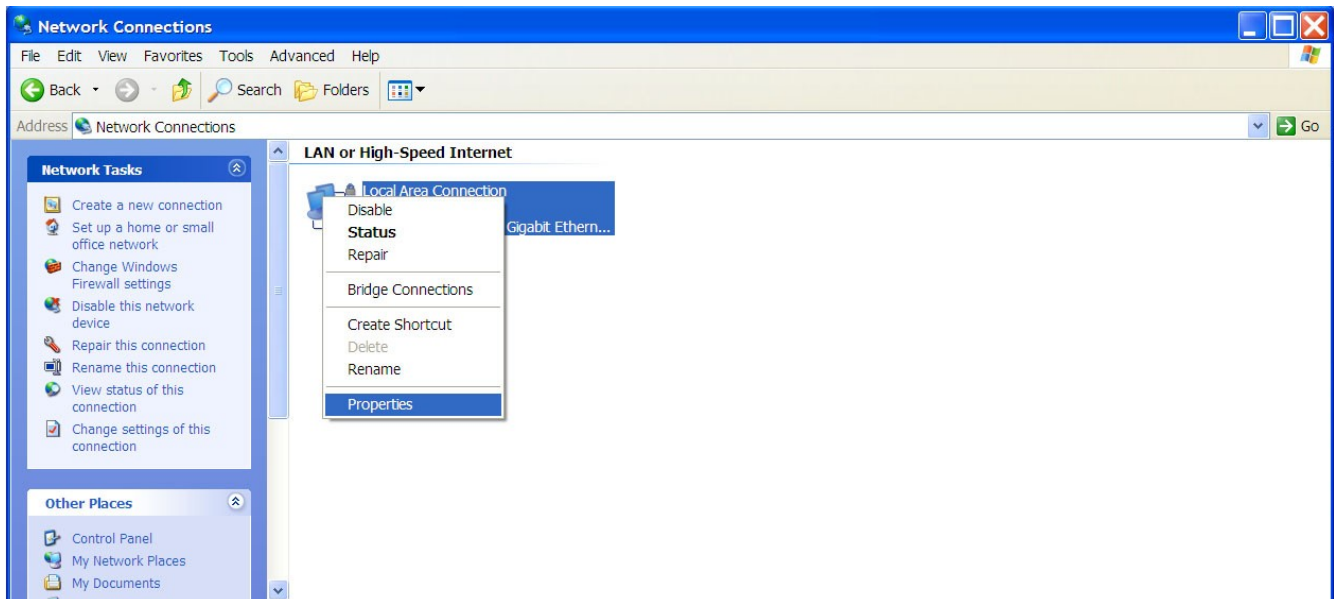 Network Connections
File Edit View Favorites Tools Advanced Help
Back Search Folders
Address Network Connections Go
Network Tasks
Create a new connection
Set up a home or small
office network
Change Windows
Firewall settings
Disable this network
device
Repair this connection
Rename this connection
View status of this
connection
Change settings of this
connection
Other Places
Control Panel
My Network Places
My Documents
LAN or High-Speed Internet
Local Area Connection
Gigabit Ethern...
Disable
Status
Repair
Bridge Connections
Create Shortcut
Delete
Rename
Properties